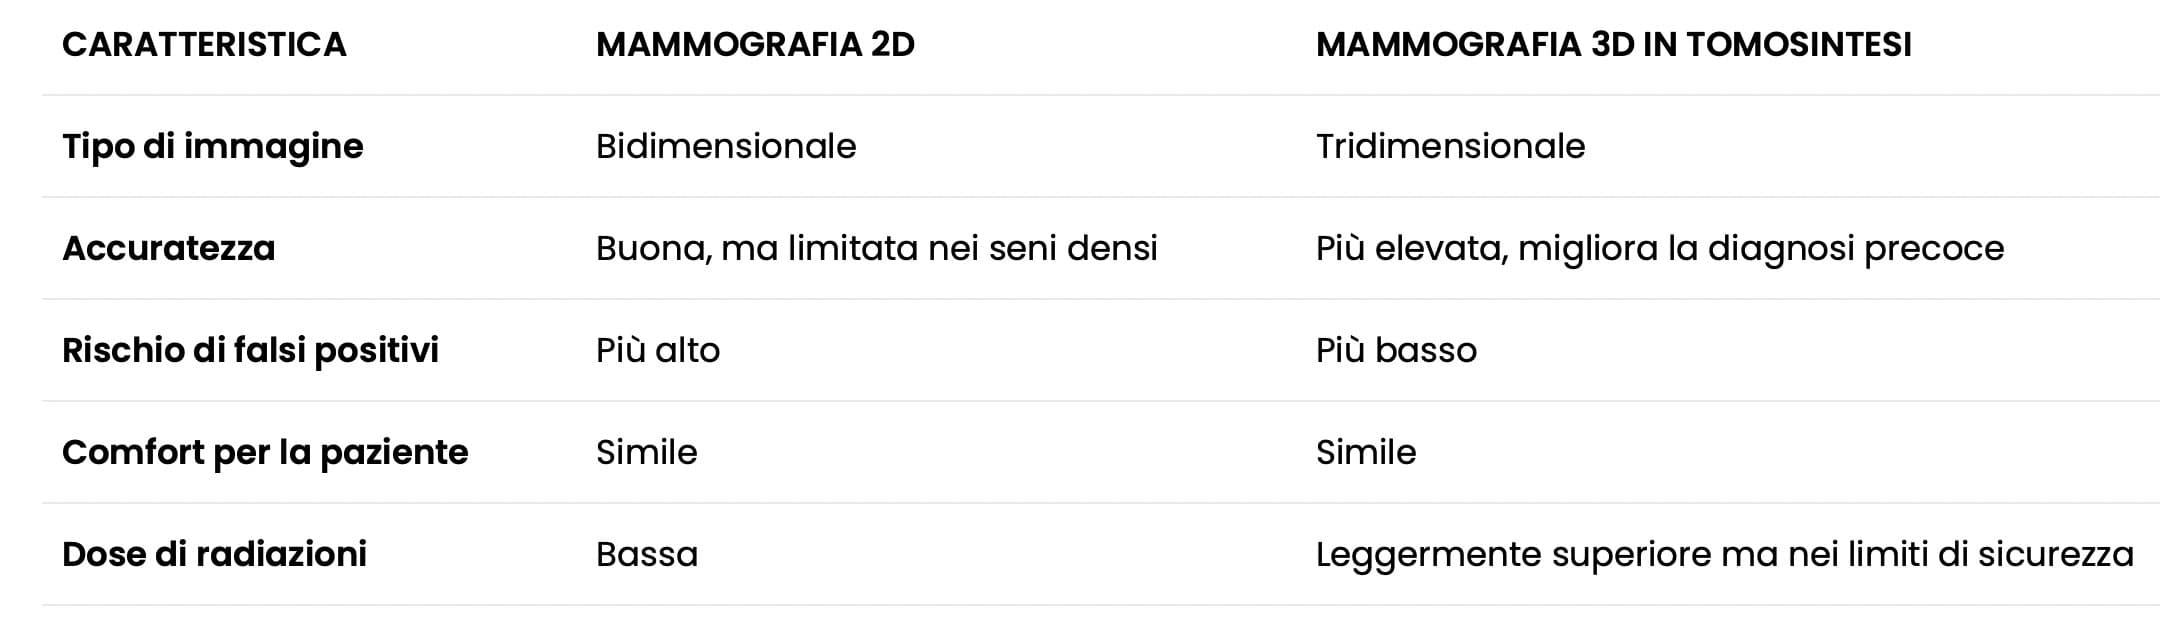 CARATTERISTICA MAMMOGRAFIA 2D MAMMOGRAFIA 3D IN TOMOSINTESI
Tipo di immagine Bidimensionale Tridimensionale
Accuratezza Buona, ma limitata nei seni densi Più elevata, migliora la diagnosi precoce
Rischio di falsi positivi Più alto Più basso
Comfort per la paziente Simile Simile
Dose di radiazioni Bassa Leggermente superiore ma nei limiti di sicurezza